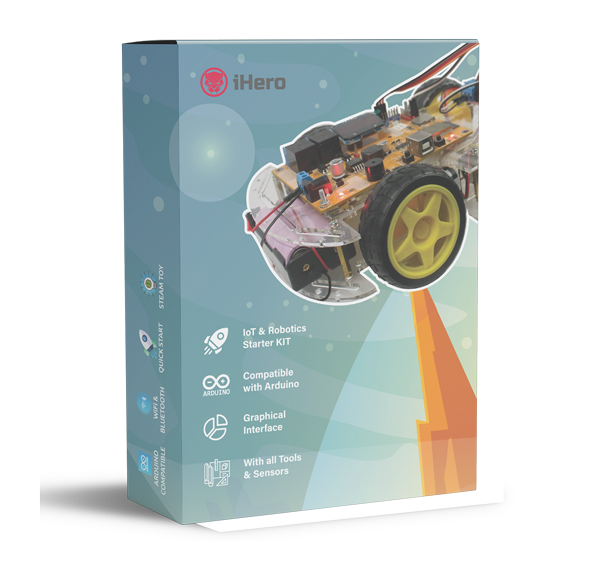 iHero
IoT & Robotics
Starter KIT
ARDUINO
Compatible
with Arduino
Graphical
Interface
With all Tools
& Sensors
STEAM TOY
QUICK START
WIFI &
BLUETOOTH
ARDUINO
COMPATIBLE